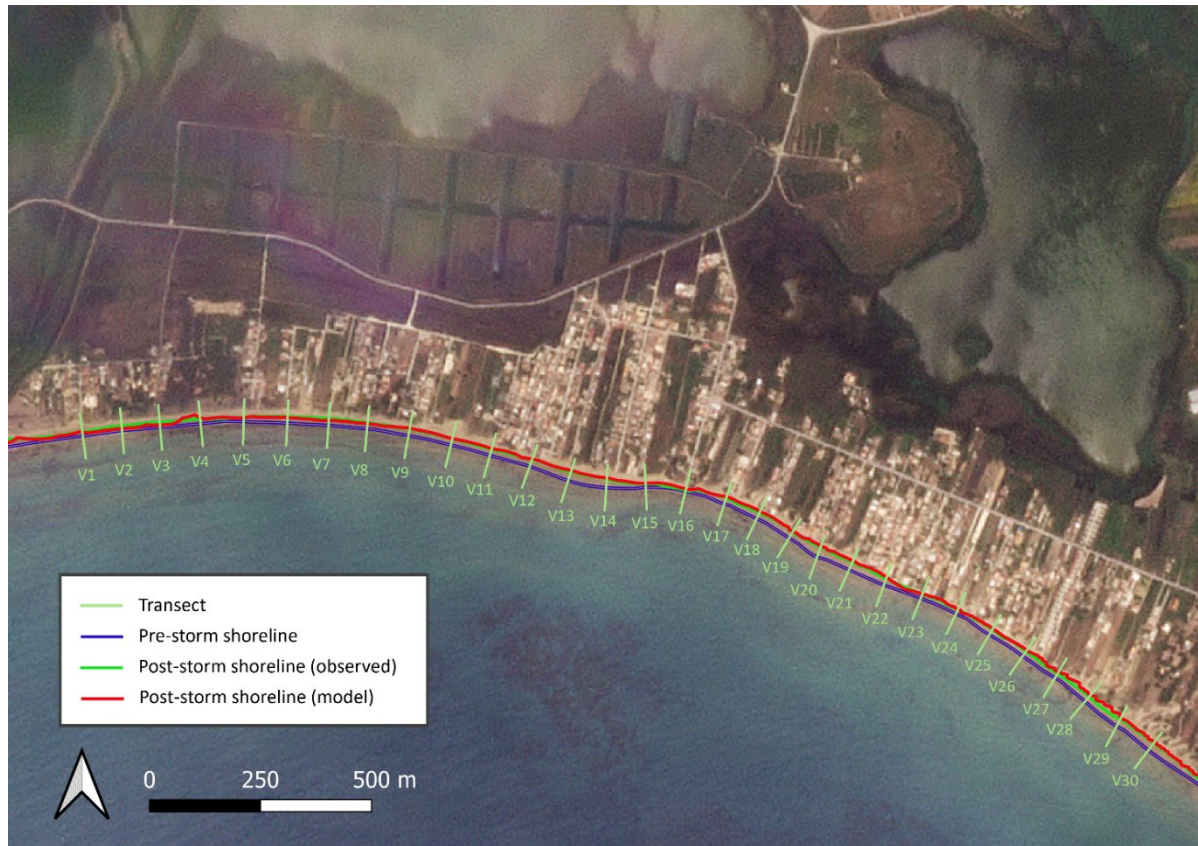 V1
V2
V3
V4
V5
V6
V7
V8
V9
V10
V11
V12
V13
V14
V15
V16
V17
V18
V19
V20
V21
V22
V23
V24
V25
V26
V27
V28
V29
V30
Transect
Pre-storm shoreline
Post-storm shoreline (observed)
Post-storm shoreline (model)
0 250 500 m